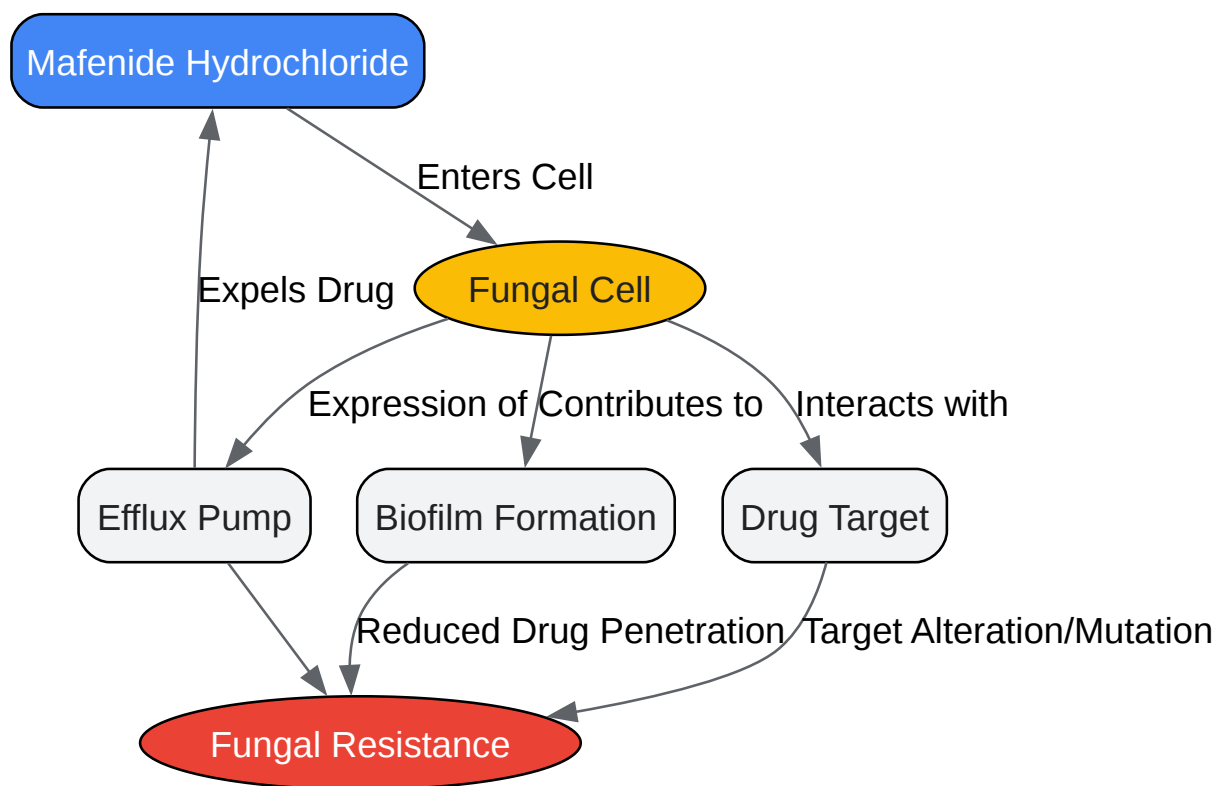 Mafenide Hydrochloride
Enters Cell
Expels Drug
Fungal Cell
Expression of
Contributes to
Interacts with
Efflux Pump
Biofilm Formation
Drug Target
Reduced Drug Penetration
Target Alteration/Mutation
Fungal Resistance